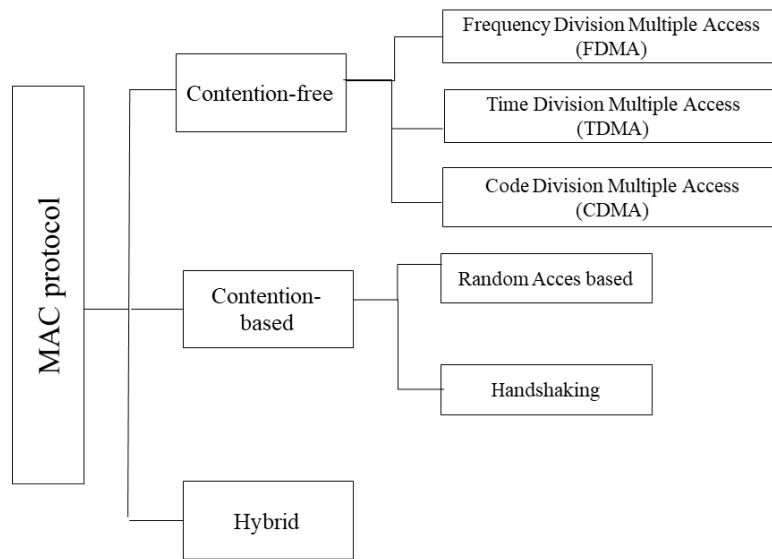 MAC protocol
Contention-free
Frequency Division Multiple Access
(FDMA)
Time Division Multiple Access
(TDMA)
Code Division Multiple Access
(CDMA)
Contention-
based
Random Acces based
Handshaking
Hybrid